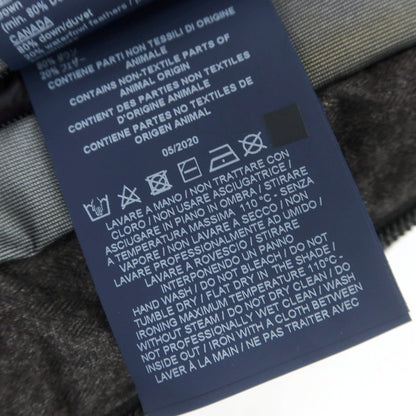 (min. 80% D
CANADA
80% down/duvet
CONTIENE PARTI NON TESSILI DI ORIGINE
ANIMALE
CONTAINS NON-TEXTILE PARTS OF
ANIMAL ORIGIN
CONTIENT DES PARTIES NON TEXTILES
D'ORIGINE ANIMALE
CONTIENE PARTES NO TEXTILES DE
ORIGEN ANIMAL
05/2020
LAVARE A MANO / NON TRATTARE CON
CLORO / NON USARE ASCIUGATRICE /
ASCIUGARE IN PIANO IN OMBRA / STIRARE
A TEMPERATURA MASSIMA 110°C- SENZA
VAPORE / NON LAVARE A SECCO / NON
LAVARE PROFESSIONALMENTE AD UMIDO /
LAVARE A ROVESCIO / STIRARE
INTERPONENDO UN PANNO
HAND WASH / DO NOT BLEACH / DO NOT
TUMBLE DRY / FLAT DRY IN THE SHADE /
IRONING MAXIMUM TEMPERATURE 110°C-
WITHOUT STEAM / DO NOT DRY CLEAN / DO
NOT PROFESSIONALLY WET CLEAN / WASH
INSIDE OUT / IRON WITH A CLOTH BETWEEN
LAVER À LA MAIN / NE PAS TRAITER AVEC